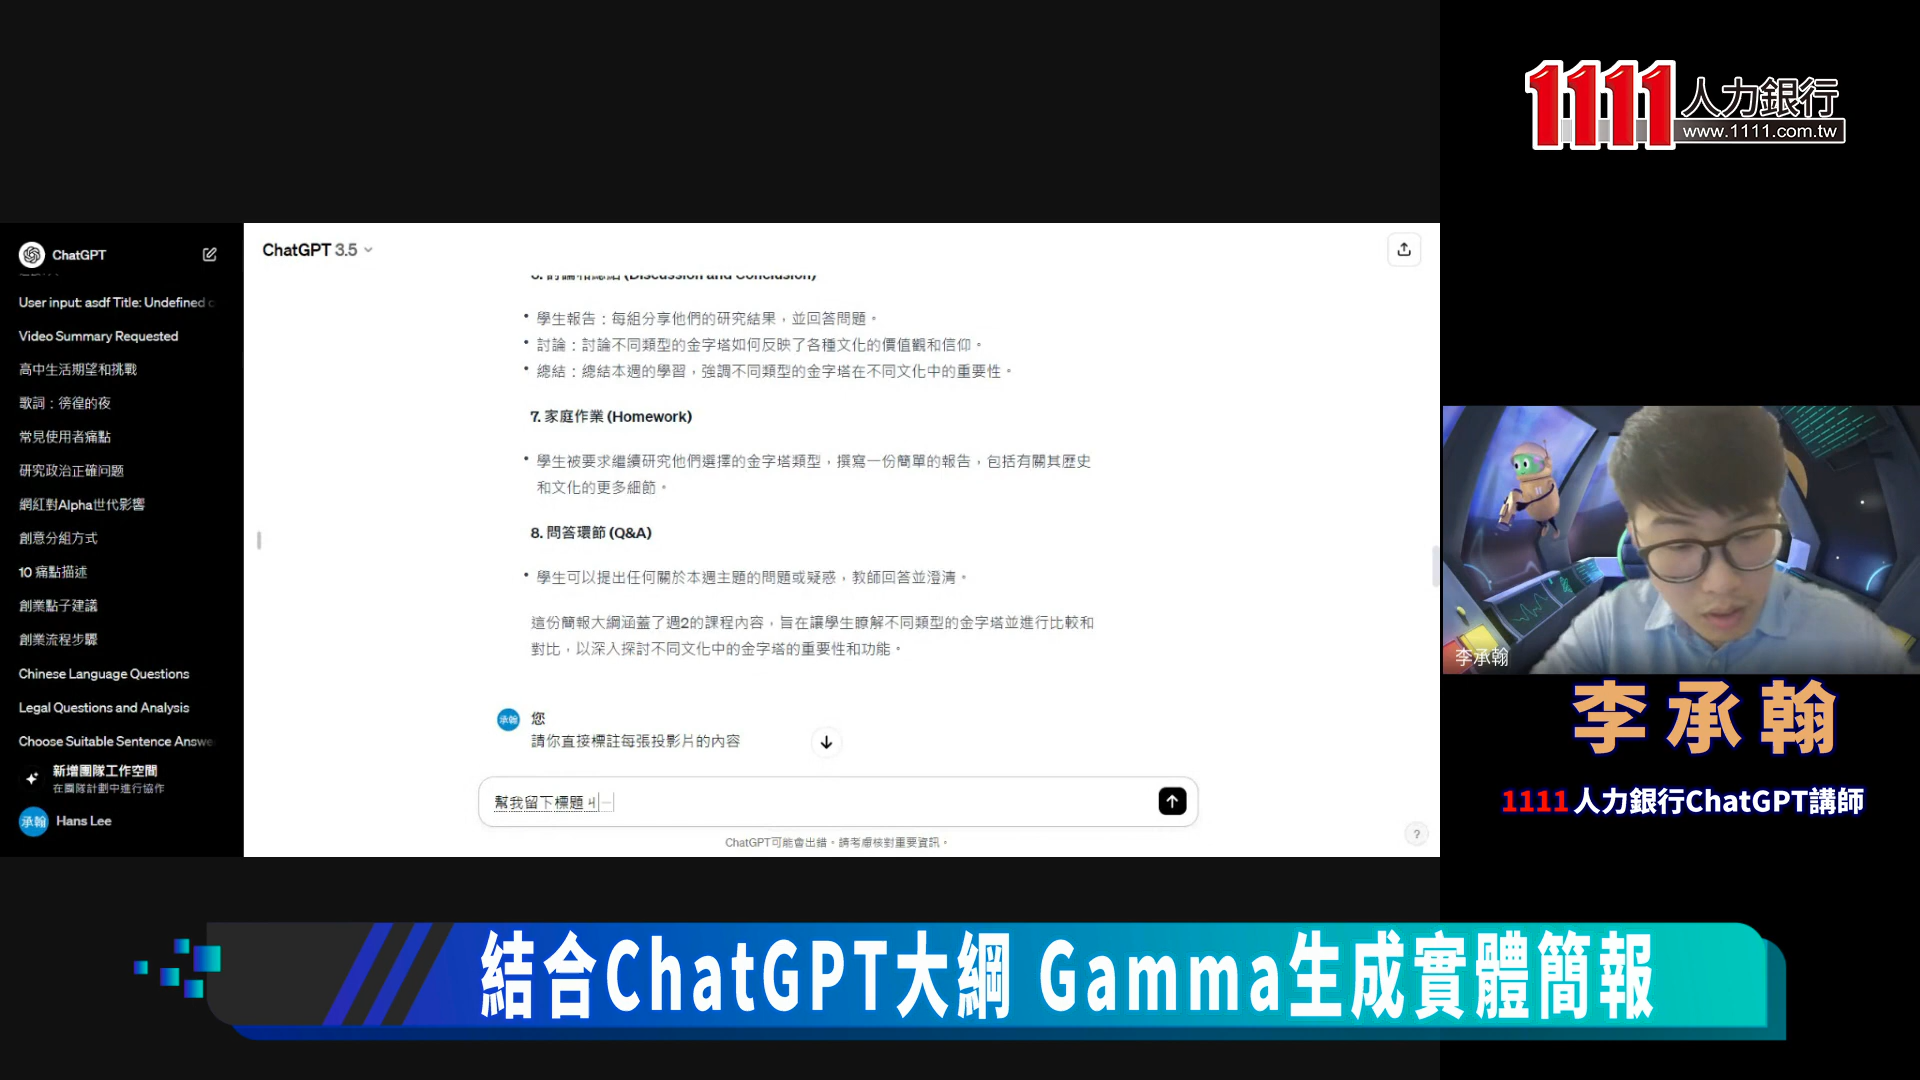 1111人力銀行
www.1111.com.tw
ChatGPT
User input: asdf Title: Undefined
Video Summary Requested
高中生活期望和挑戰
歌詞：徬徨的夜
常見使用者痛點
研究政治正確问题
網紅對Alpha世代影響
創意分組方式
10 痛點描述
創業點子建議
創業流程步驟
Chinese Language Questions
Legal Questions and Analysis
Choose Suitable Sentence Answe
新增團隊工作空間
在團隊計劃中進行協作
承翰 Hans Lee
ChatGPT 3.5
6. 討論和總結 (Discussion and Conclusion)
• 學生報告：每組分享他們的研究結果，並回答問題。
• 討論：討論不同類型的金字塔如何反映了各種文化的價值觀和信仰。
• 總結：總結本週的學習，強調不同類型的金字塔在不同文化中的重要性。
7. 家庭作業 (Homework)
• 學生被要求繼續研究他們選擇的金字塔類型，撰寫一份簡單的報告，包括有關其歷史
和文化的更多細節。
8. 問答環節 (Q&A)
• 學生可以提出任何關於本週主題的問題或疑惑，教師回答並澄清。
這份簡報大綱涵蓋了週2的課程內容，旨在讓學生瞭解不同類型的金字塔並進行比較和
對比，以深入探討不同文化中的金字塔的重要性和功能。
承翰 您
請你直接標註每張投影片的內容
幫我留下標題ㄐㄧ
ChatGPT可能會出錯。請考慮核對重要資訊。
?
李承翰
李承翰
1111人力銀行ChatGPT講師
結合ChatGPT大綱 Gamma生成實體簡報